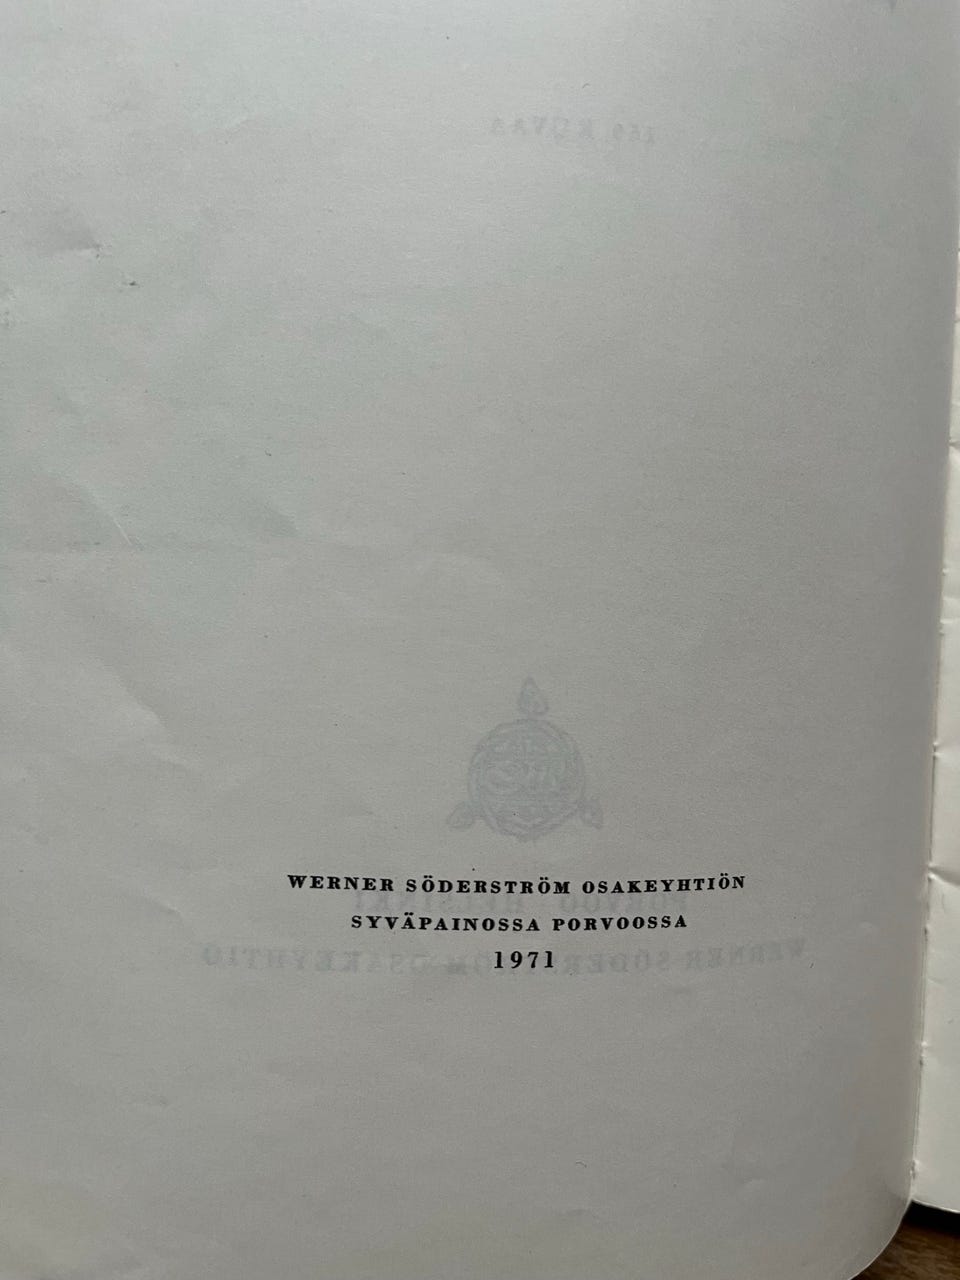 WERNER SÖDERSTRÖM OSAKEYHTIÖN
SYVÄPAINOSSA PORVOOSSA
1971